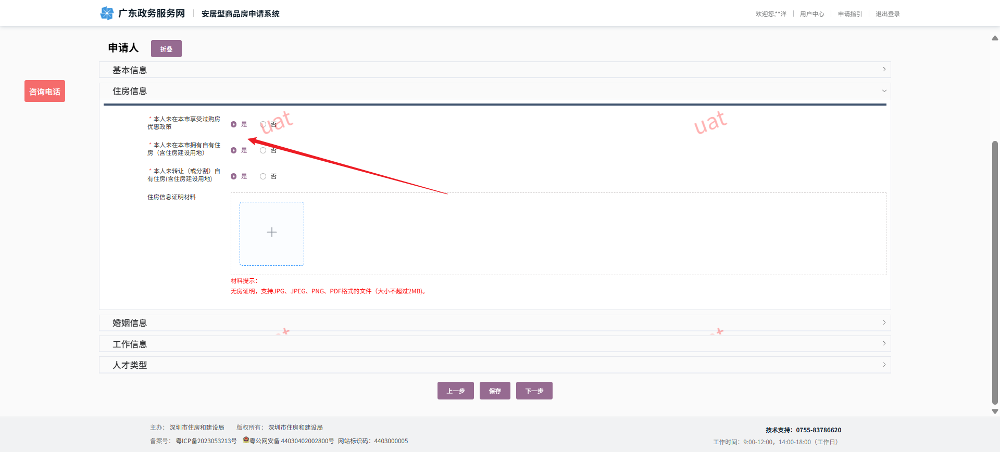 广东政务服务网
安居型商品房申请系统
欢迎您,**洋
用户中心
申请指引
退出登录
申请人
折叠
基本信息
咨询电话
住房信息
* 本人未在本市享受过购房
优惠政策
是
否
uat
uat
* 本人未在本市拥有自有住
房（含住房建设用地）
是
否
* 本人未转让（或分割）自
有住房(含住房建设用地)
是
否
住房信息证明材料
材料提示：
无房证明，支持JPG、JPEG、PNG、PDF格式的文件（大小不超过2MB)。
婚姻信息
工作信息
人才类型
上一步
保存
下一步
主办： 深圳市住房和建设局 版权所有： 深圳市住房和建设局
技术支持：0755-83786620
备案号： 粤ICP备2023053213号 粤公网安备 44030402002800号 网站标识码：4403000005
工作时间：9:00-12:00，14:00-18:00（工作日）